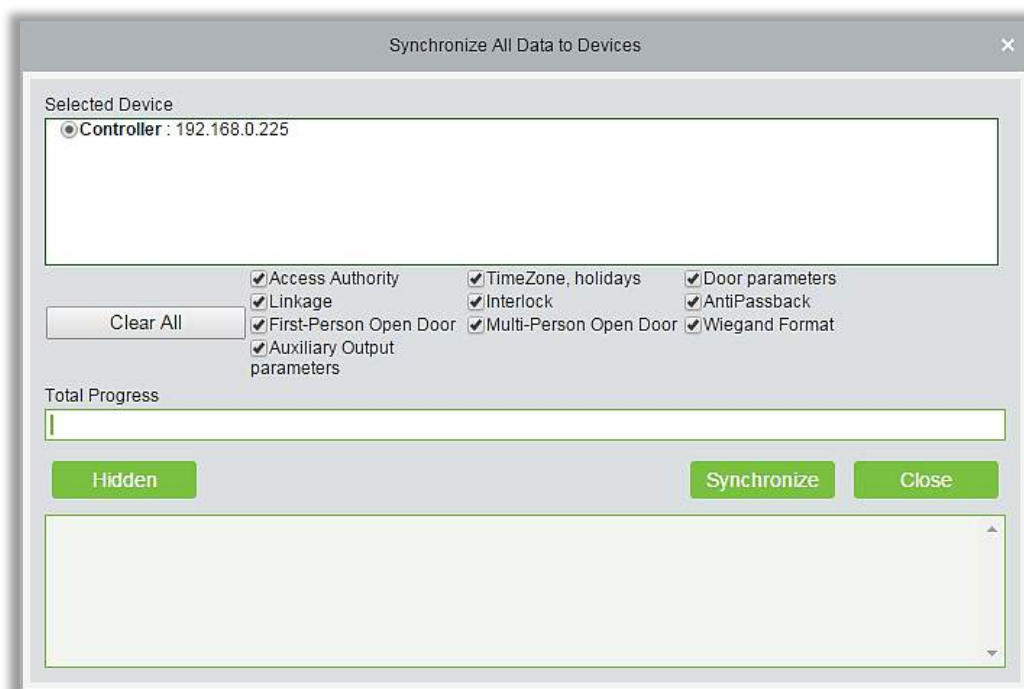 Synchronize All Data to Devices
Selected Device
Controller : 192.168.0.225
Access Authority TimeZone, holidays Door parameters
Linkage Interlock AntiPassback
Clear All
First-Person Open Door Multi-Person Open Door Wiegand Format
Auxiliary Output
parameters
Total Progress
Hidden Synchronize Close